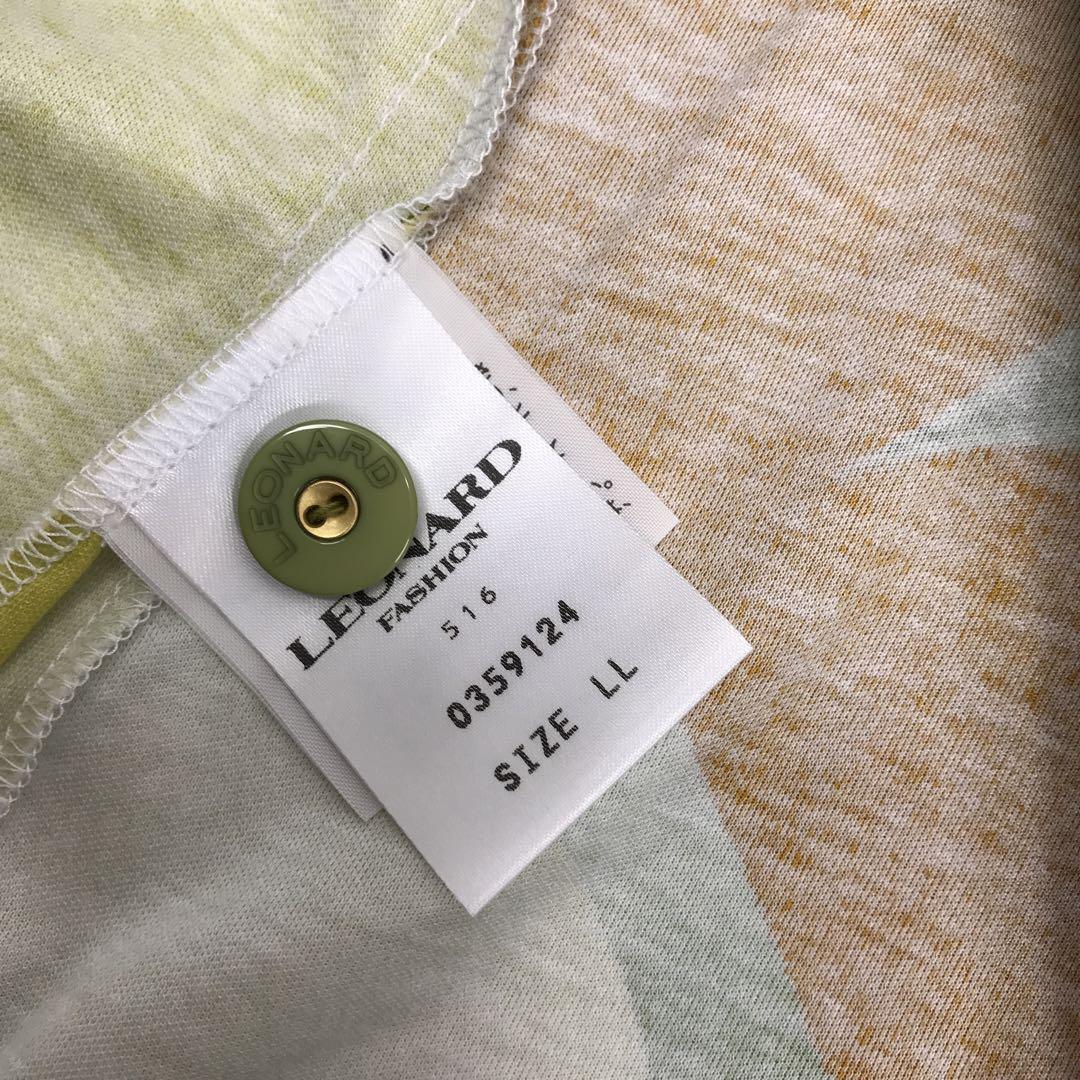 LEONARD
LEONARD
FASHION
516
0359124
SIZE LL